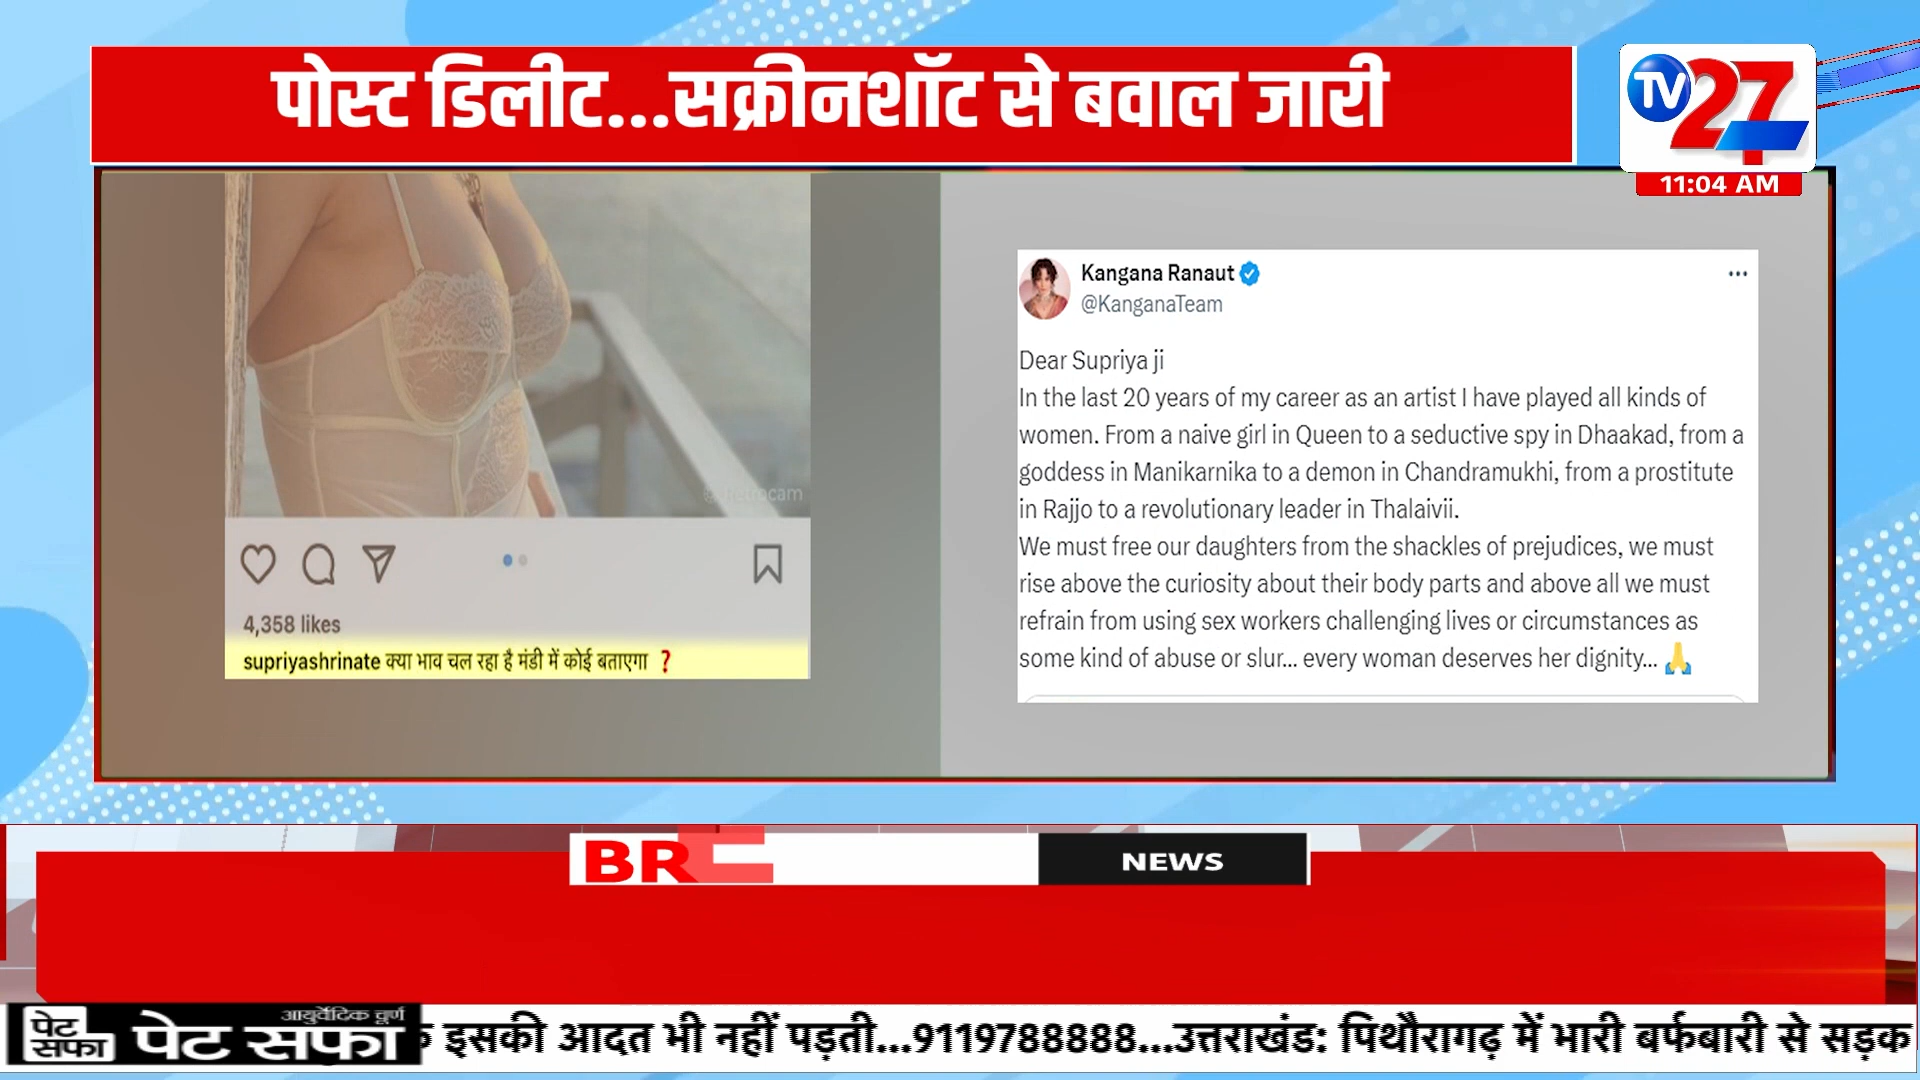 पोस्ट डिलीट...सक्रीनशॉट से बवाल जारी
TV27
11:04 AM
Kangana Ranaut
@KanganaTeam
Dear Supriya ji
In the last 20 years of my career as an artist I have played all kinds of
women. From a naive girl in Queen to a seductive spy in Dhaakad, from a
goddess in Manikarnika to a demon in Chandramukhi, from a prostitute
in Rajjo to a revolutionary leader in Thalaivii.
We must free our daughters from the shackles of prejudices, we must
rise above the curiosity about their body parts and above all we must
refrain from using sex workers challenging lives or circumstances as
some kind of abuse or slur... every woman deserves her dignity... 🙏
4,358 likes
supriyashrinate क्या भाव चल रहा है मंडी में कोई बताएगा ❓
BRE
NEWS
पेट
सफा
आयुर्वेदिक चूर्ण
पेट सफा
इसकी आदत भी नहीं पड़ती...9119788888...उत्तराखंड: पिथौरागढ़ में भारी बर्फबारी से सड़क